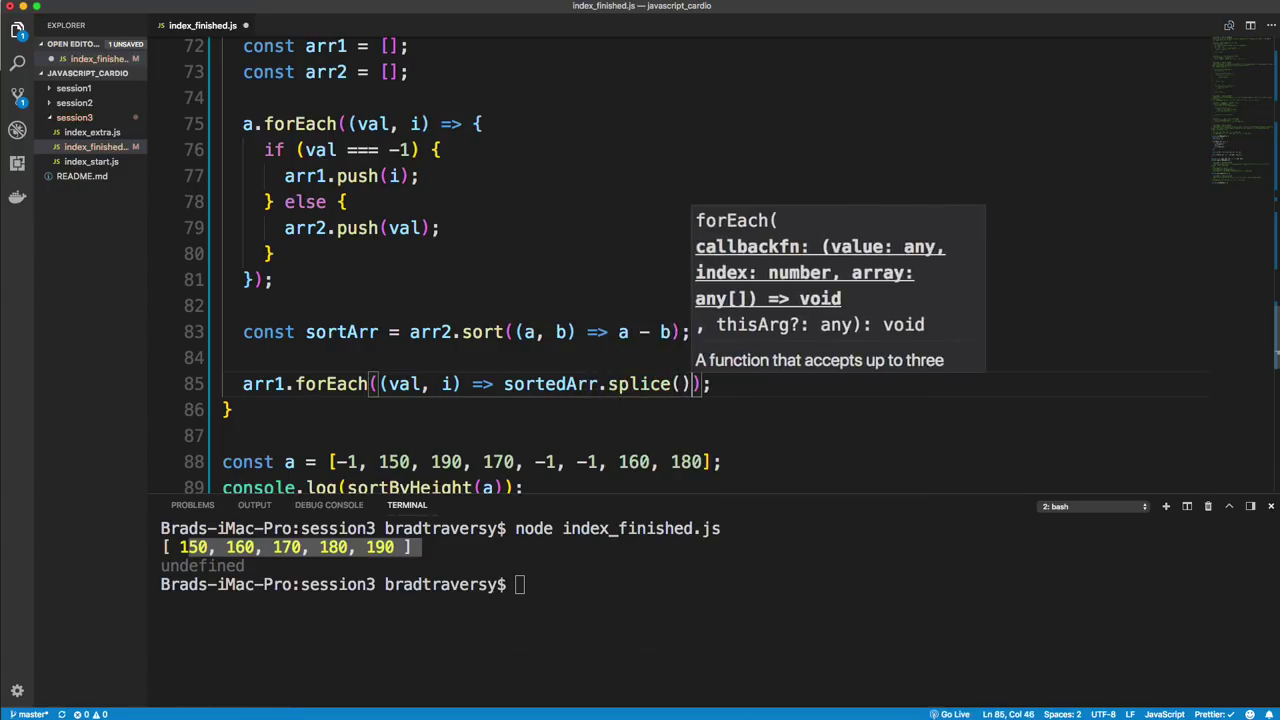 index_finished.js — javascript_cardio
EXPLORER
index_finished.js
OPEN EDITO... 1 UNSAVED
index_finishe...
JAVASCRIPT_CARDIO
session1
session2
session3
index_extra.js
index_finished...
index_start.js
README.md
72 const arr1 = [];
73 const arr2 = [];
74
75 a.forEach((val, i) => {
76 if (val === -1) {
77 arr1.push(i);
78 } else {
79 arr2.push(val);
80 }
81 });
82
83 const sortArr = arr2.sort((a, b) => a - b);
84
85 arr1.forEach((val, i) => sortedArr.splice());
86 }
87
88 const a = [-1, 150, 190, 170, -1, -1, 160, 180];
89 console.log(sortByHeight(a));
forEach(
callbackfn: (value: any,
index: number, array:
any[]) => void
, thisArg?: any): void
A function that accepts up to three
PROBLEMS OUTPUT DEBUG CONSOLE TERMINAL 2: bash
Brads-iMac-Pro:session3 bradtraversy$ node index_finished.js
[ 150, 160, 170, 180, 190 ]
undefined
Brads-iMac-Pro:session3 bradtraversy$
master* 0 0 Go Live Ln 85, Col 46 Spaces: 2 UTF-8 LF JavaScript Prettier: ✓